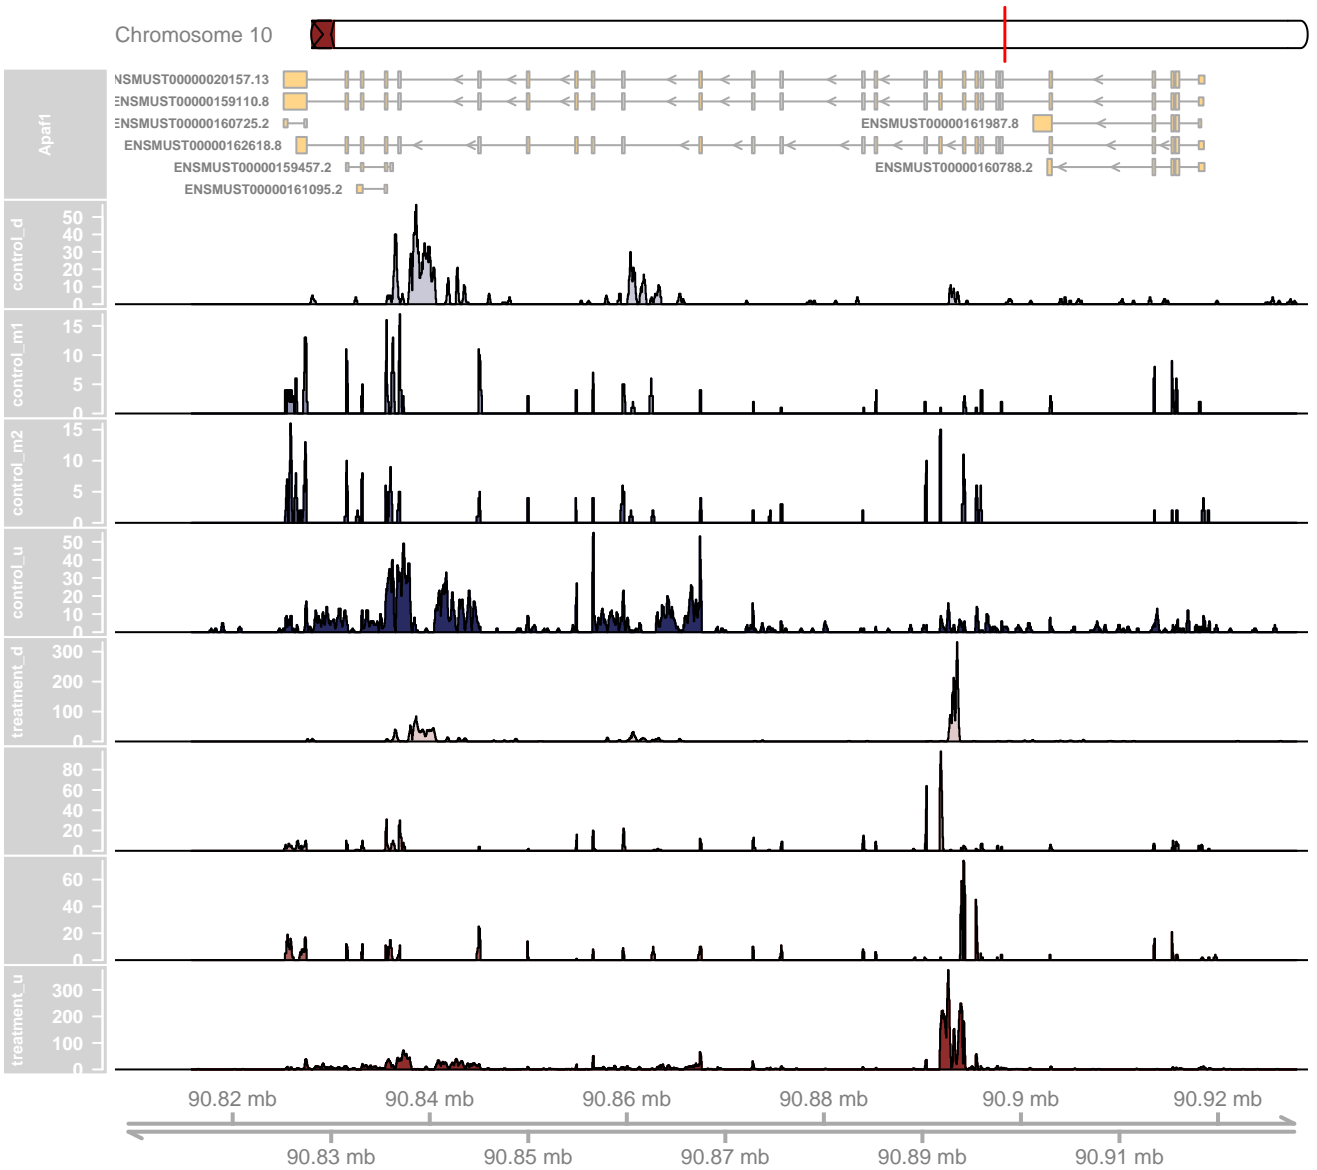 Chromosome 10
Apaf1
NSMUST00000020157.13
ENSMUST00000159110.8
ENSMUST00000160725.2
ENSMUST00000161987.8
ENSMUST00000162618.8
ENSMUST00000159457.2
ENSMUST00000160788.2
ENSMUST00000161095.2
control_d
50
40
30
20
10
0
control_m1
15
10
5
0
control_m2
15
10
5
0
control_u
50
40
30
20
10
0
treatment_d
300
200
100
0
80
60
40
20
0
60
40
20
0
treatment_u
300
200
100
0
90.82 mb
90.84 mb
90.86 mb
90.88 mb
90.9 mb
90.92 mb
90.83 mb
90.85 mb
90.87 mb
90.89 mb
90.91 mb